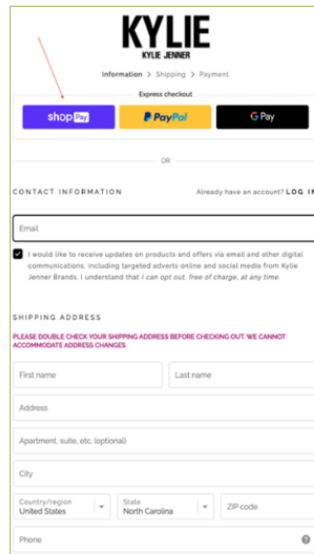 KYLIE
KYLIE JENNER
Information > Shipping > Payment
Express checkout
shop Pay
PayPal
G Pay
OR
CONTACT INFORMATION
Already have an account? LOG IN
Email
I would like to receive updates on products and offers via email and other digital
communications, including targeted adverts online and social media from Kylie
Jenner Brands. I understand that I can opt out, free of charge, at any time.
SHIPPING ADDRESS
PLEASE DOUBLE CHECK YOUR SHIPPING ADDRESS BEFORE CHECKING OUT. WE CANNOT
ACCOMMODATE ADDRESS CHANGES.
First name
Last name
Address
Apartment, suite, etc. (optional)
City
Country/region
United States
State
North Carolina
ZIP code
Phone
?